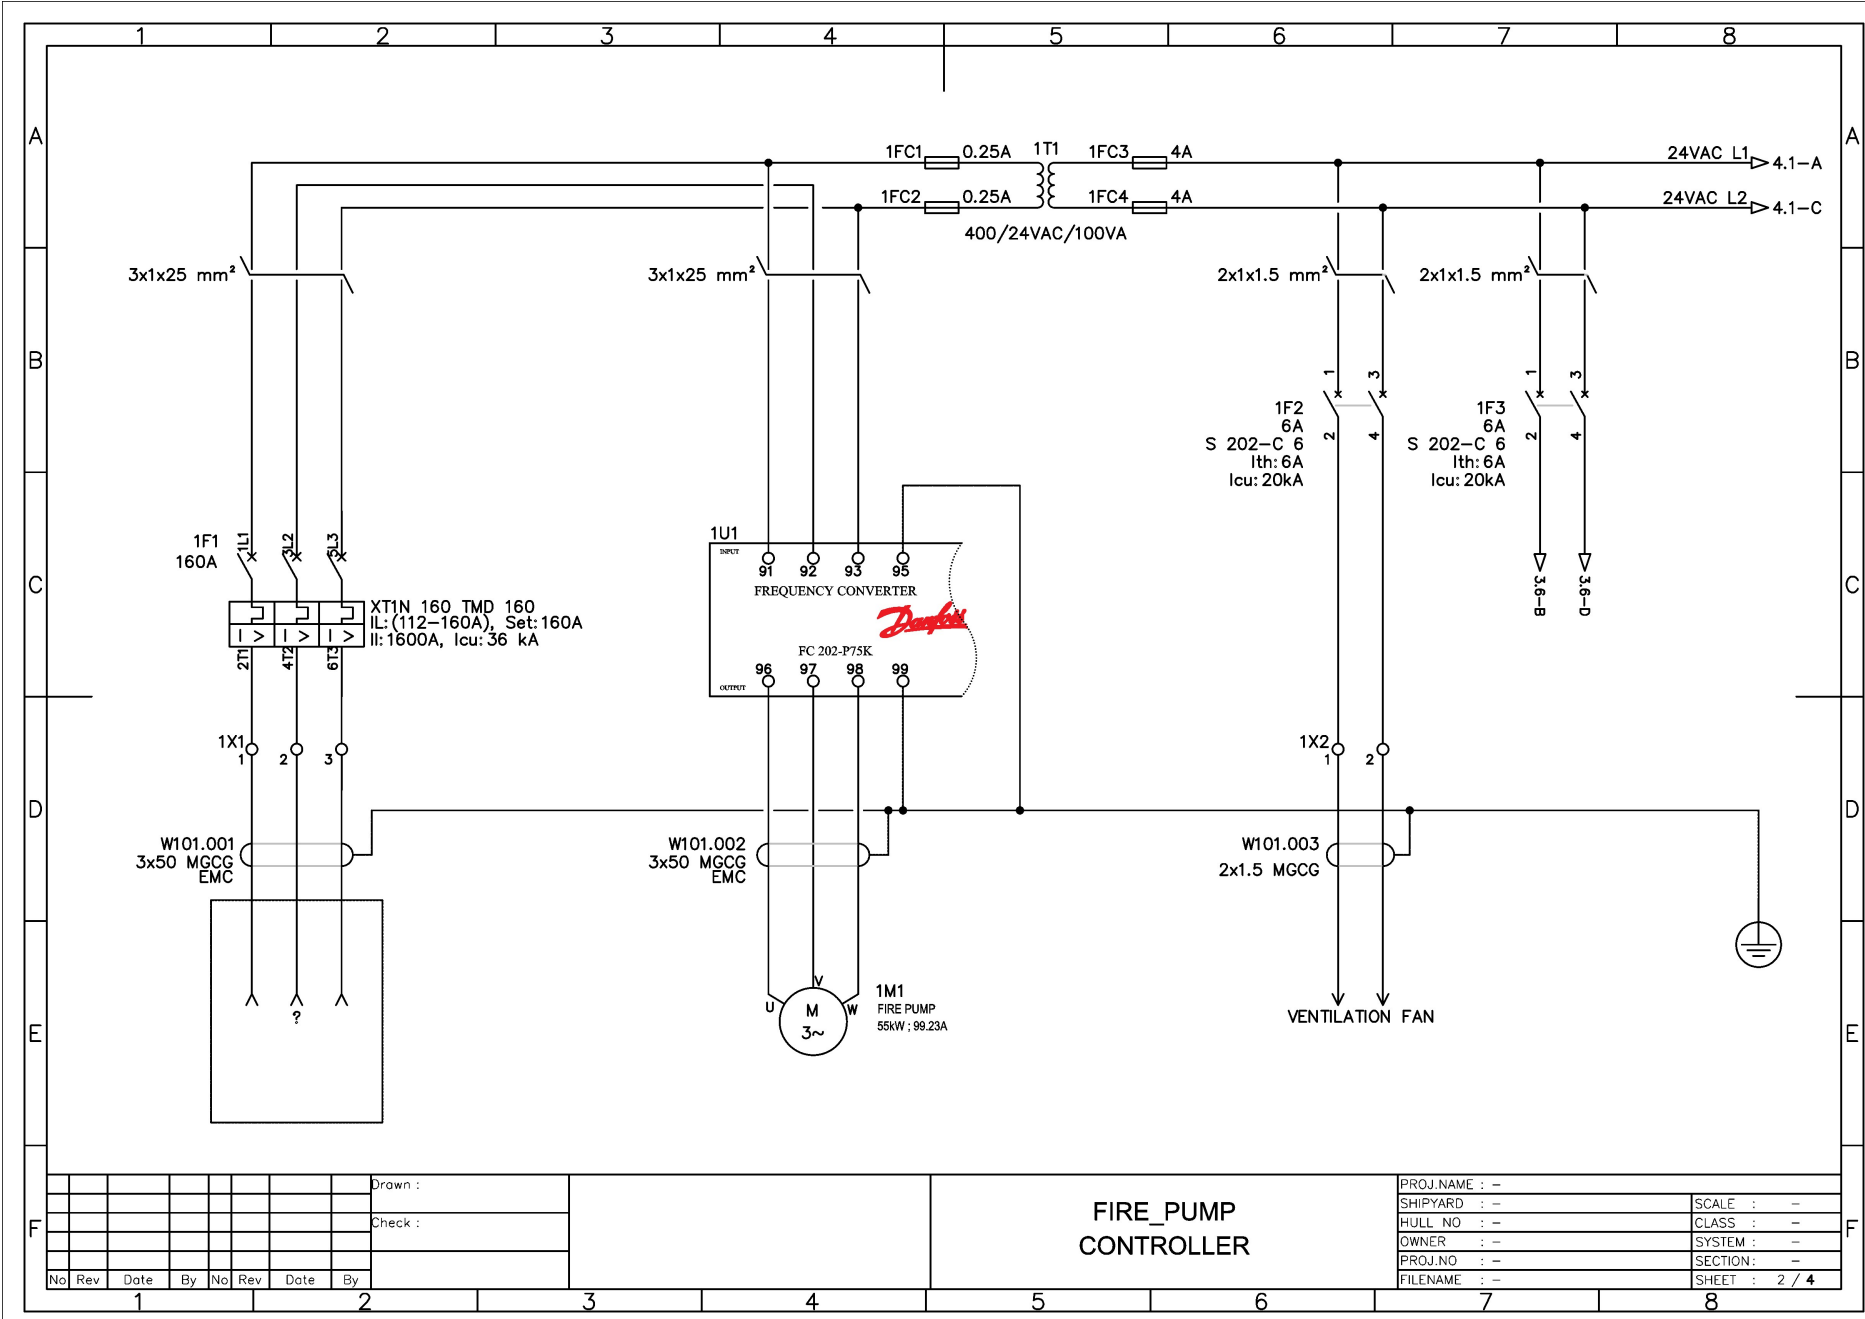 1 2 3 4 5 6 7 8
A A
B B
C C
D D
E E
F F
1FC1 0.25A
1T1
1FC3 4A
24VAC L1 4.1-A
1FC2 0.25A
1FC4 4A
24VAC L2 4.1-C
400/24VAC/100VA
3x1x25 mm²
3x1x25 mm²
2x1x1.5 mm²
2x1x1.5 mm²
1 3
1F2
6A
S 202-C 6
Ith:6A
Icu:20kA
2 4
1 3
1F3
6A
S 202-C 6
Ith:6A
Icu:20kA
2 4
3.6-B
3.6-D
1F1
160A
1L1 3L2 5L3
I > I > I >
XT1N 160 TMD 160
IL:(112-160A), Set:160A
II:1600A, Icu:36 kA
2T1 4T2 6T3
1U1
INPUT
91 92 93 95
FREQUENCY CONVERTER
Danfoss
FC 202-P75K
96 97 98 99
OUTPUT
1X1
1 2 3
1X2
1 2
W101.001
3x50 MGCG
EMC
W101.002
3x50 MGCG
EMC
W101.003
2x1.5 MGCG
?
U V W
M
3~
1M1
FIRE PUMP
55kW ; 99.23A
VENTILATION FAN
Drawn :
Check :
No Rev Date By No Rev Date By
FIRE_PUMP
CONTROLLER
PROJ.NAME : -
SHIPYARD : -
HULL NO : -
OWNER : -
PROJ.NO : -
FILENAME : -
SCALE : -
CLASS : -
SYSTEM : -
SECTION : -
SHEET : 2 / 4
1 2 3 4 5 6 7 8